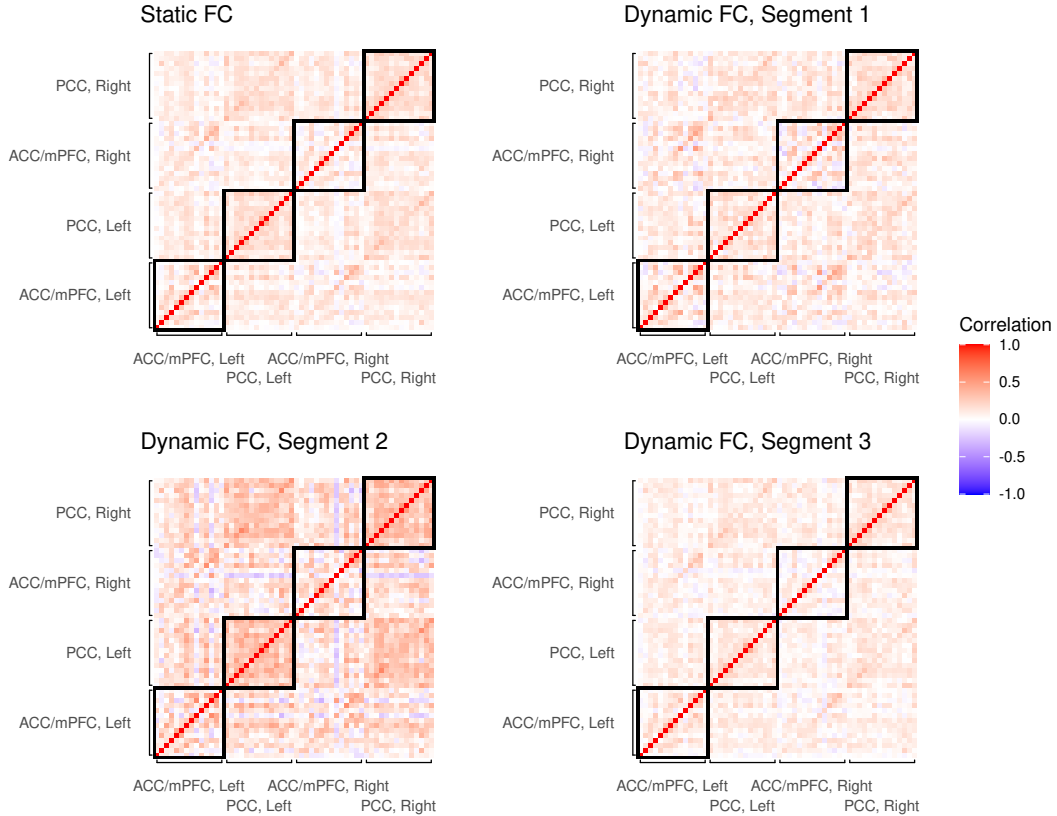 Static FC
Dynamic FC, Segment 1
PCC, Right
ACC/mPFC, Right
PCC, Left
ACC/mPFC, Left
ACC/mPFC, Left
ACC/mPFC, Right
PCC, Left
PCC, Right
PCC, Right
ACC/mPFC, Right
PCC, Left
ACC/mPFC, Left
ACC/mPFC, Left
ACC/mPFC, Right
PCC, Left
PCC, Right
Correlation
1.0
0.5
0.0
-0.5
-1.0
Dynamic FC, Segment 2
Dynamic FC, Segment 3
PCC, Right
ACC/mPFC, Right
PCC, Left
ACC/mPFC, Left
ACC/mPFC, Left
ACC/mPFC, Right
PCC, Left
PCC, Right
PCC, Right
ACC/mPFC, Right
PCC, Left
ACC/mPFC, Left
ACC/mPFC, Left
ACC/mPFC, Right
PCC, Left
PCC, Right